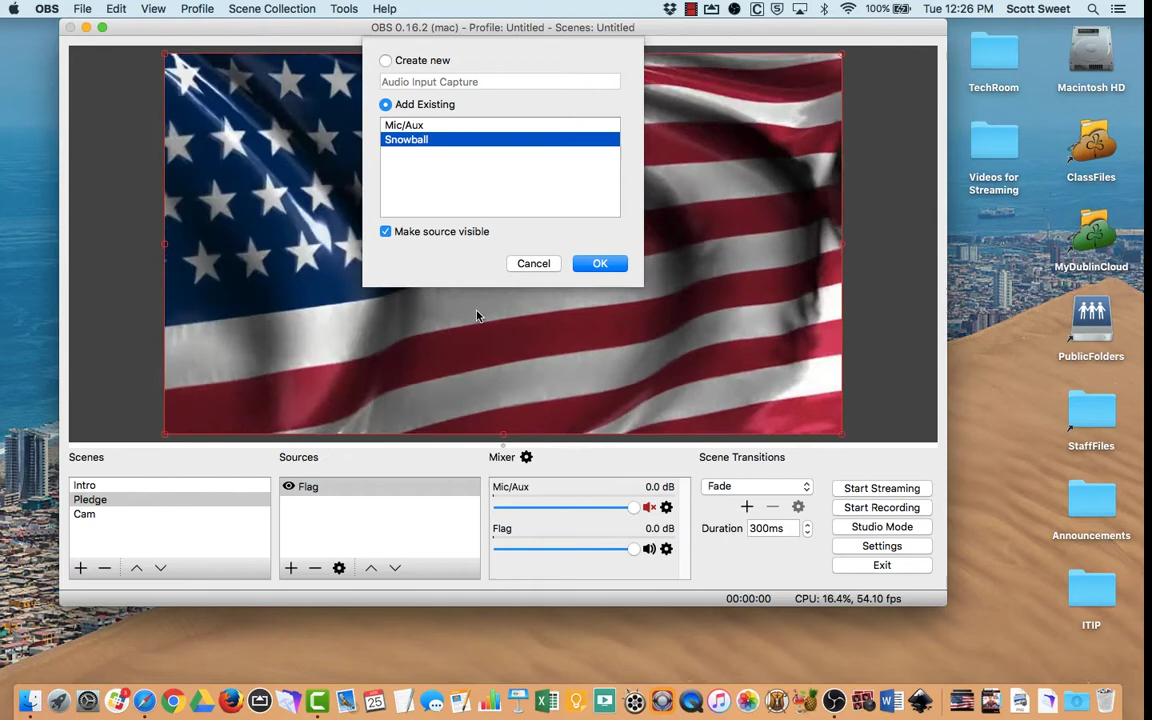 OBS File Edit View Profile Scene Collection Tools Help 100% Tue 12:26 PM Scott Sweet
OBS 0.16.2 (mac) - Profile: Untitled - Scenes: Untitled
Create new
Audio Input Capture
Add Existing
Mic/Aux
Snowball
Make source visible
Cancel OK
TechRoom Macintosh HD
Videos for Streaming ClassFiles
MyDublinCloud
PublicFolders
StaffFiles
Announcements
ITIP
Scenes Sources Mixer Scene Transitions
Intro
Pledge
Cam
Flag
Mic/Aux 0.0 dB
Flag 0.0 dB
Fade
Duration 300ms
Start Streaming
Start Recording
Studio Mode
Settings
Exit
00:00:00 CPU: 16.4%, 54.10 fps